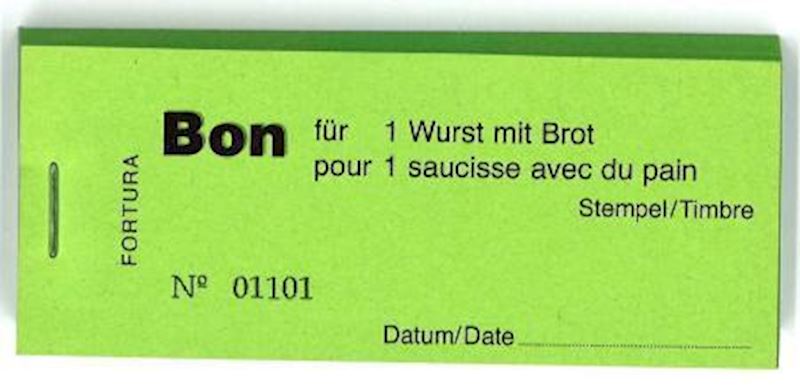 FORTURA
Bon für 1 Wurst mit Brot
pour 1 saucisse avec du pain
Stempel/Timbre
Nº 01101
Datum/Date